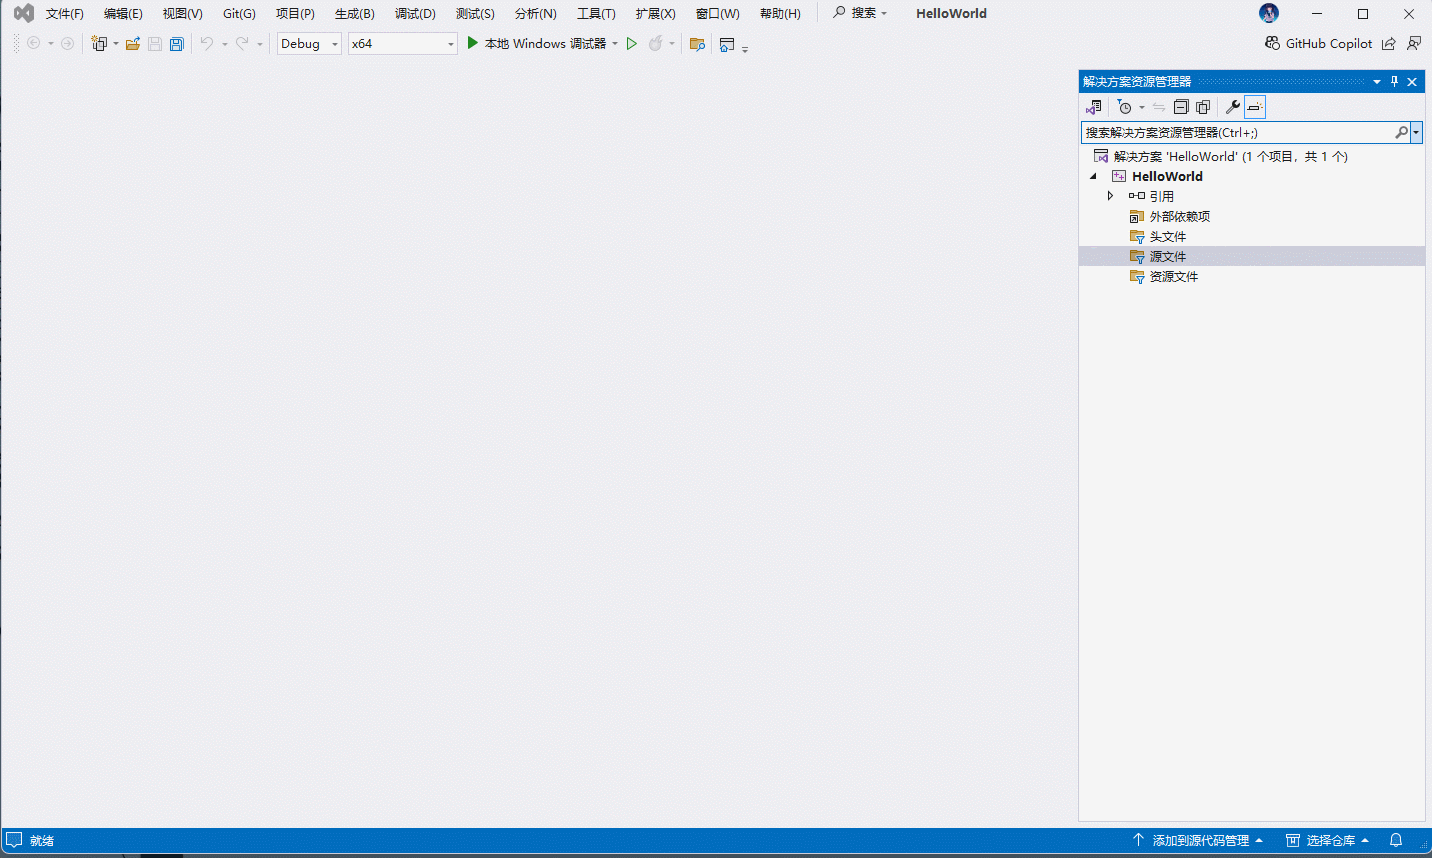 文件(F) 编辑(E) 视图(V) Git(G) 项目(P) 生成(B) 调试(D) 测试(S) 分析(N) 工具(T) 扩展(X) 窗口(W) 帮助(H) 搜索 HelloWorld
Debug x64 本地 Windows 调试器 GitHub Copilot
解决方案资源管理器
搜索解决方案资源管理器(Ctrl+;)
解决方案 'HelloWorld' (1 个项目，共 1 个)
HelloWorld
引用
外部依赖项
头文件
源文件
资源文件
就绪 添加到源代码管理 选择仓库